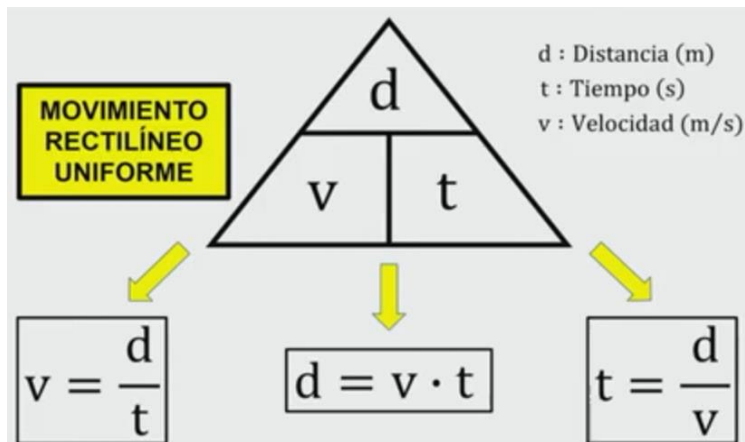 MOVIMIENTO
RECTILÍNEO
UNIFORME
d
v t
d : Distancia (m)
t : Tiempo (s)
v : Velocidad (m/s)
v = d/t
d = v · t
t = d/v